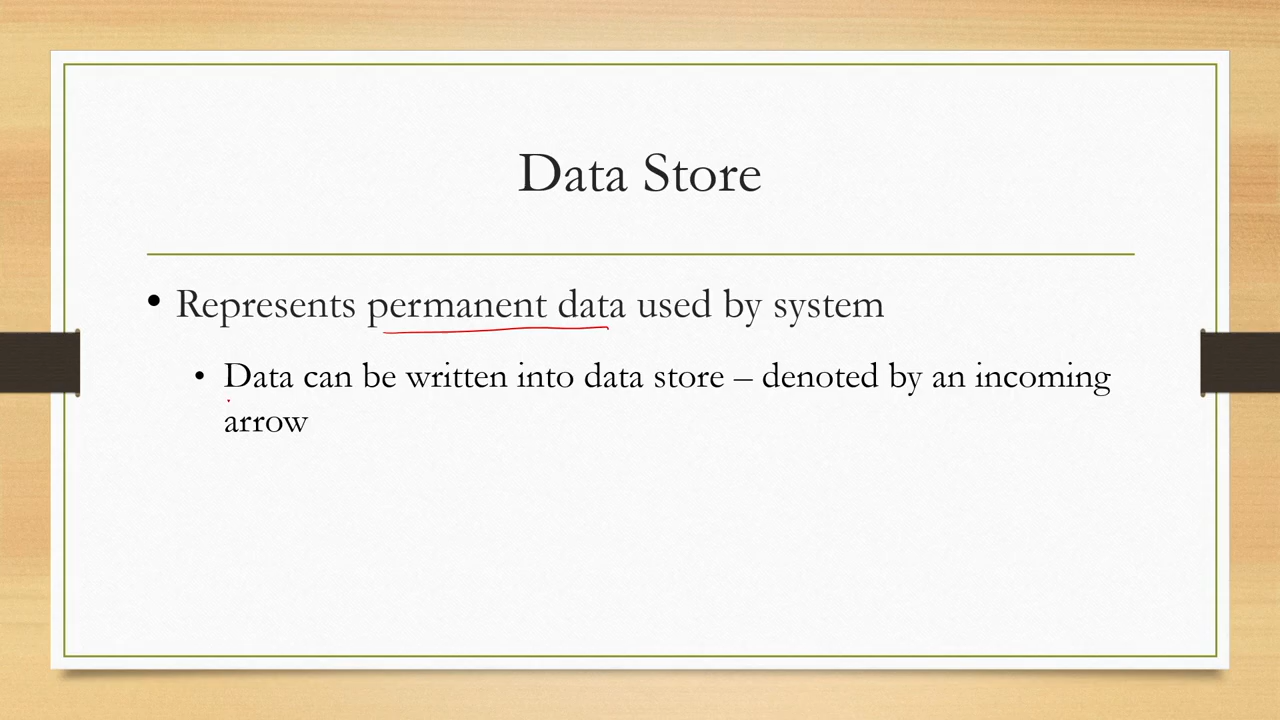 Data Store
• Represents permanent data used by system
• Data can be written into data store – denoted by an incoming
arrow